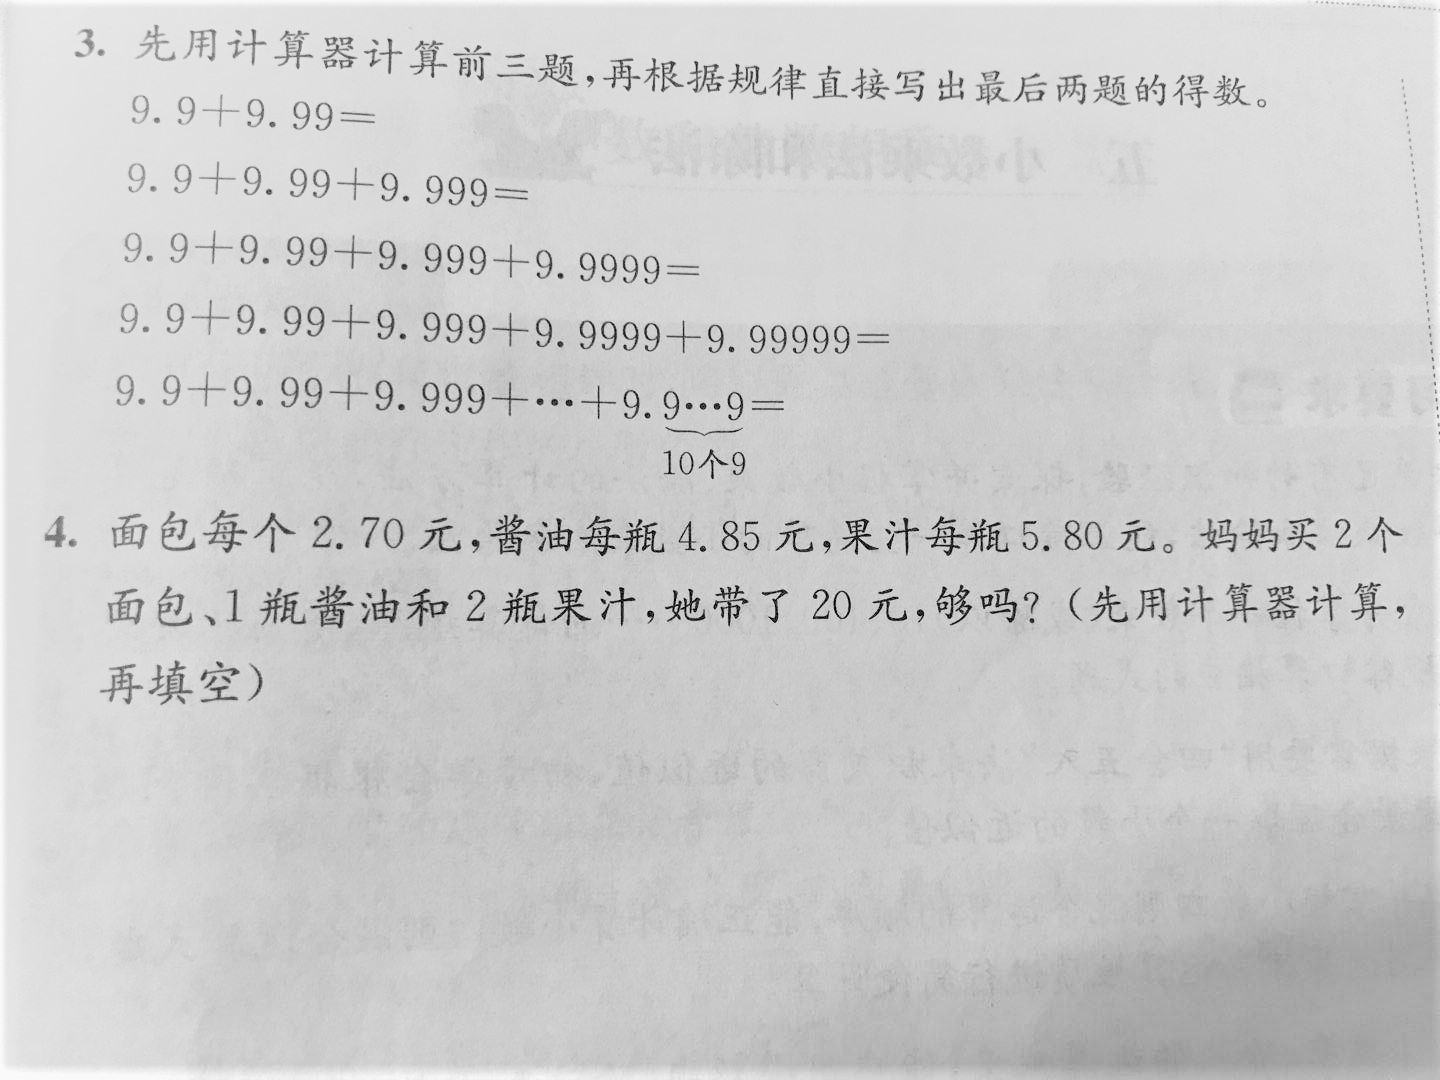 3. 先用计算器计算前三题,再根据规律直接写出最后两题的得数。
9.9+9.99=
9.9+9.99+9.999=
9.9+9.99+9.999+9.9999=
9.9+9.99+9.999+9.9999+9.99999=
9.9+9.99+9.999+…+9.9…9=
10个9
4. 面包每个 2.70 元,酱油每瓶 4.85 元,果汁每瓶 5.80 元。妈妈买 2 个
面包、1 瓶酱油和 2 瓶果汁,她带了 20 元,够吗?(先用计算器计算,
再填空)